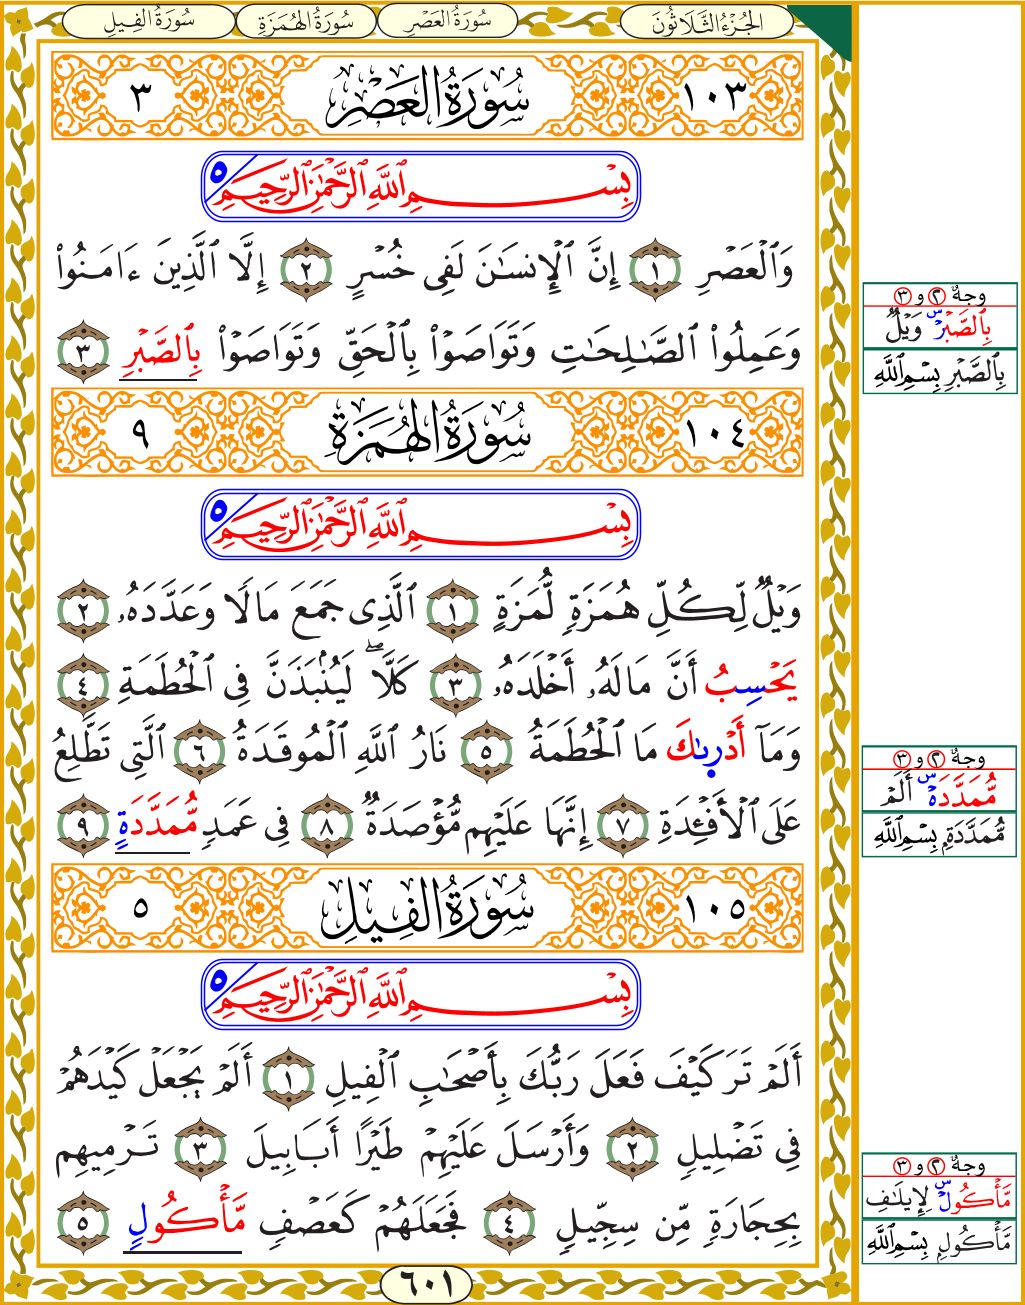 الجُزْءُ الثَّلَاثُونَ
سُورَةُ العَصْرِ
سُورَةُ الهُمَزَةِ
سُورَةُ الفِيلِ
١٠٣ سُورَةُ العَصْرِ ٣
بِسْمِ ٱللَّهِ ٱلرَّحْمَٰنِ ٱلرَّحِيمِ ٥
وَٱلْعَصْرِ ١ إِنَّ ٱلْإِنسَٰنَ لَفِى خُسْرٍ ٢ إِلَّا ٱلَّذِينَ ءَامَنُوا۟
وَعَمِلُوا۟ ٱلصَّٰلِحَٰتِ وَتَوَاصَوْا۟ بِٱلْحَقِّ وَتَوَاصَوْا۟ بِٱلصَّبْرِ ٣
١٠٤ سُورَةُ الهُمَزَةِ ٩
بِسْمِ ٱللَّهِ ٱلرَّحْمَٰنِ ٱلرَّحِيمِ ٥
وَيْلٌ لِّكُلِّ هُمَزَةٍ لُّمَزَةٍ ١ ٱلَّذِى جَمَعَ مَالًا وَعَدَّدَهُۥ ٢
يَحْسِبُ أَنَّ مَالَهُۥ أَخْلَدَهُۥ ٣ كَلَّاۖ لَيُنۢبَذَنَّ فِى ٱلْحُطَمَةِ ٤
وَمَآ أَدْرىٰكَ مَا ٱلْحُطَمَةُ ٥ نَارُ ٱللَّهِ ٱلْمُوقَدَةُ ٦ ٱلَّتِى تَطَّلِعُ
عَلَى ٱلْأَفْـِٔدَةِ ٧ إِنَّهَا عَلَيْهِم مُّؤْصَدَةٌ ٨ فِى عَمَدٍ مُّمَدَّدَةٍ ٩
١٠٥ سُورَةُ الفِيلِ ٥
بِسْمِ ٱللَّهِ ٱلرَّحْمَٰنِ ٱلرَّحِيمِ ٥
أَلَمْ تَرَ كَيْفَ فَعَلَ رَبُّكَ بِأَصْحَٰبِ ٱلْفِيلِ ١ أَلَمْ يَجْعَلْ كَيْدَهُمْ
فِى تَضْلِيلٍ ٢ وَأَرْسَلَ عَلَيْهِمْ طَيْرًا أَبَابِيلَ ٣ تَرْمِيهِم
بِحِجَارَةٍ مِّن سِجِّيلٍ ٤ فَجَعَلَهُمْ كَعَصْفٍ مَّأْكُولٍ ٥
٦٠١
وجهٌ ٢ و ٣
بِٱلصَّبْرِ س وَيْلٌ
بِٱلصَّبْرِ بِسْمِ ٱللَّهِ
وجهٌ ٢ و ٣
مُّمَدَّدَةٍ س أَلَمْ
مُّمَدَّدَةٍ بِسْمِ ٱللَّهِ
وجهٌ ٢ و ٣
مَّأْكُولٍ س لِإِيلَٰفِ
مَّأْكُولٍ بِسْمِ ٱللَّهِ